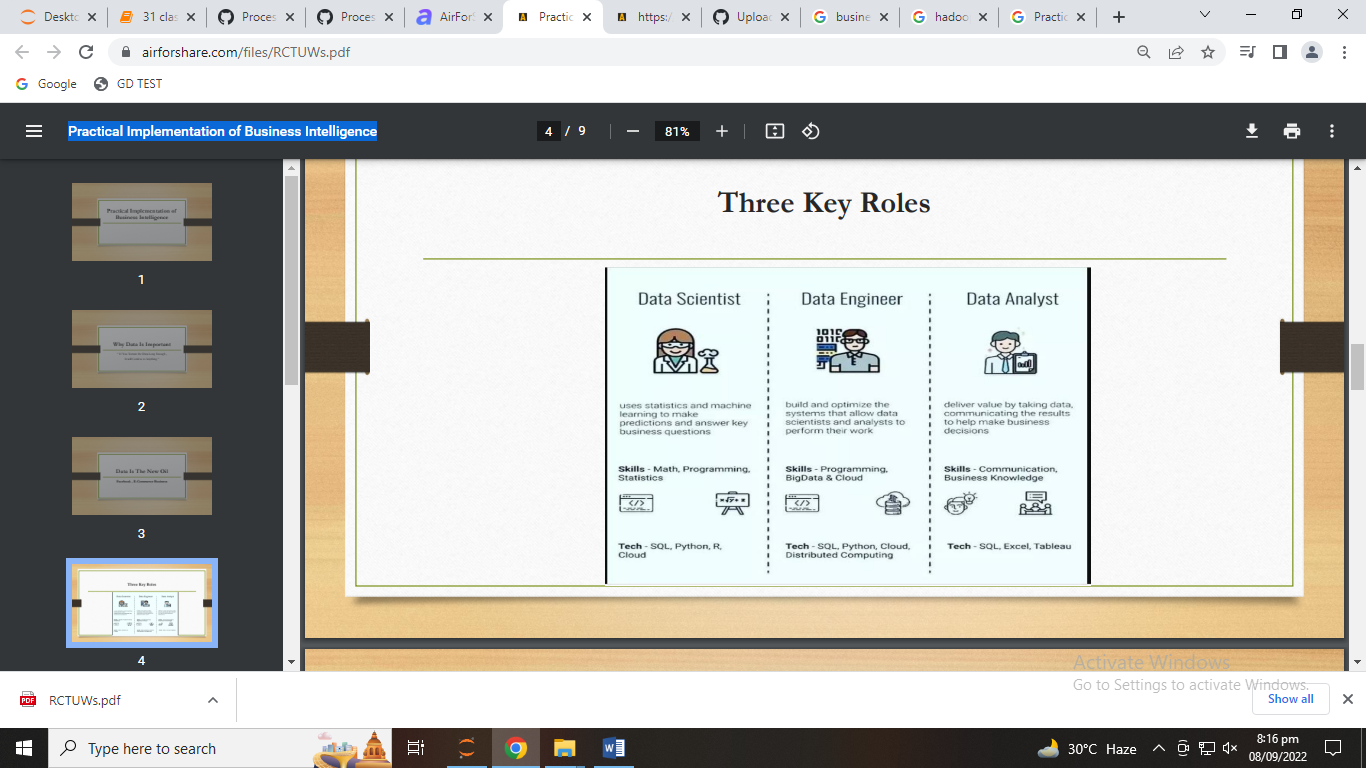 Deskto
31 clas
Proces
Proces
AirForS
Practic
https:/
Upload
busine
hadoo
Practic
airforshare.com/files/RCTUWs.pdf
Google
GD TEST
Practical Implementation of Business Intelligence
4 / 9
81%
Practical Implementation of
Business Intelligence
1
Why Data Is Important
2
Data Is The New Oil
3
Three Key Roles
4
Three Key Roles
Data Scientist
Data Engineer
Data Analyst
uses statistics and machine
learning to make
predictions and answer key
business questions
build and optimize the
systems that allow data
scientists and analysts to
perform their work
deliver value by taking data,
communicating the results
to help make business
decisions
Skills - Math, Programming,
Statistics
Skills - Programming,
BigData & Cloud
Skills - Communication,
Business Knowledge
Tech - SQL, Python, R,
Cloud
Tech - SQL, Python, Cloud,
Distributed Computing
Tech - SQL, Excel, Tableau
Activate Windows
Go to Settings to activate Windows.
RCTUWs.pdf
Show all
Type here to search
30°C Haze
8:16 pm
08/09/2022